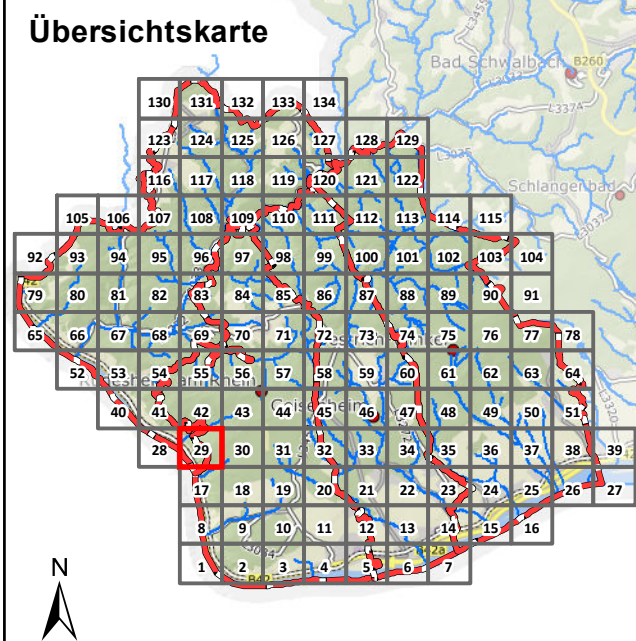 Übersichtskarte
Bad Schwalbach
B260
L3374
L3035
Schlangenbad
L3037
130 131 132 133 134
123 124 125 126 127 128 129
116 117 118 119 120 121 122
105 106 107 108 109 110 111 112 113 114 115
92 93 94 95 96 97 98 99 100 101 102 103 104
79 80 81 82 83 84 85 86 87 88 89 90 91
65 66 67 68 69 70 71 72 73 74 75 76 77 78
52 53 54 55 56 57 58 59 60 61 62 63 64
40 41 42 43 44 45 46 47 48 49 50 51
28 29 30 31 32 33 34 35 36 37 38 39
17 18 19 20 21 22 23 24 25 26 27
8 9 10 11 12 13 14 15 16
1 2 3 4 5 6 7
Geisenheim
L3320
L3034
B42
B42a
N